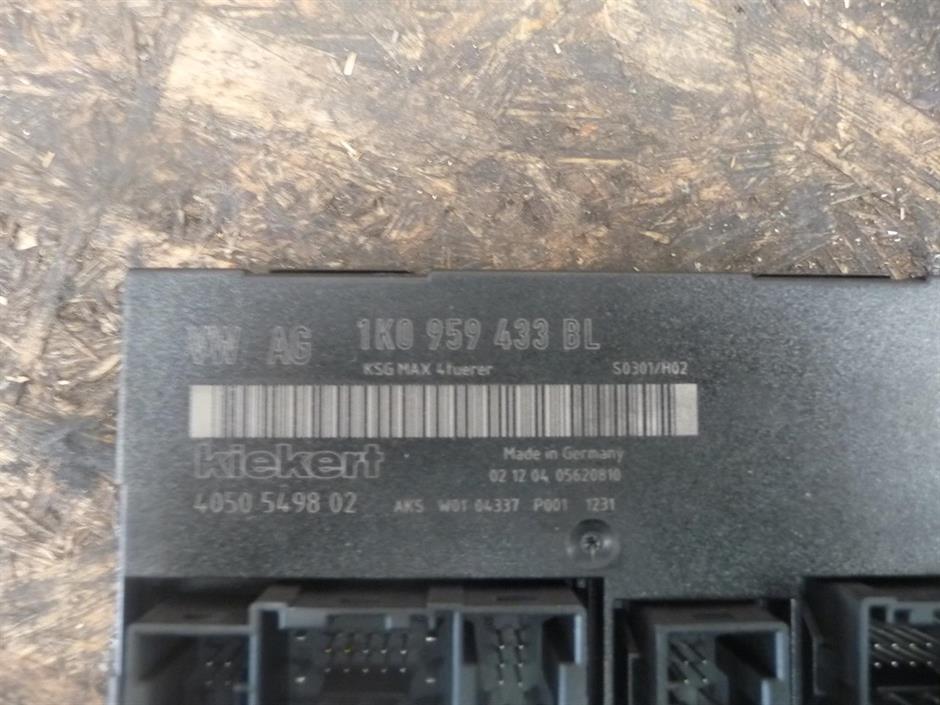 VW AG 1K0 959 433 BL
KSG MAX 4tuerer S0301/H02
kiekert Made in Germany
02 12 04 05620810
4050 5498 02 AKS W01 04337 P001 1231